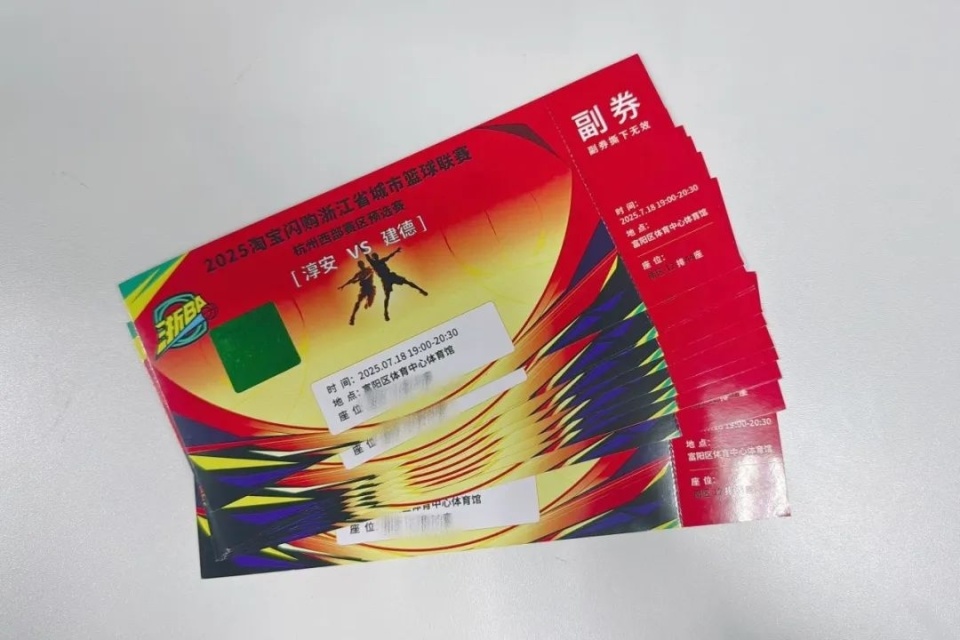 2025淘宝闪购浙江省城市篮球联赛
杭州西部赛区预选赛
[ 淳安 VS 建德 ]
浙BA
时 间：2025.07.18 19:00-20:30
地 点：富阳区体育中心体育馆
座 位
座 位
体育中心体育馆
座 位
副 券
副券撕下无效
时 间：
2025.7.18 19:00-20:30
地 点：
富阳区体育中心体育馆
座 位：
排 座
排 座
19:00-20:30
地 点：
富阳区体育中心体育馆
座 位：